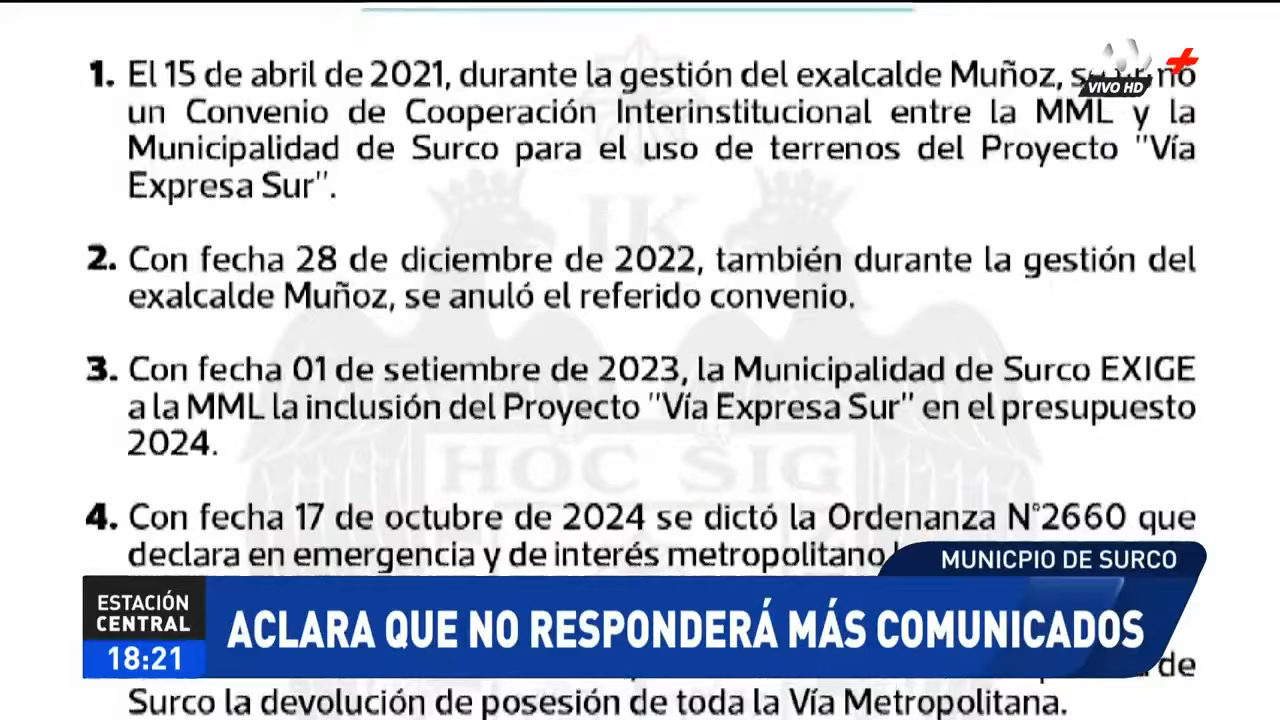 1. El 15 de abril de 2021, durante la gestión del exalcalde Muñoz,
VIVO HD
un Convenio de Cooperación Interinstitucional entre la MML y la
Municipalidad de Surco para el uso de terrenos del Proyecto "Vía
Expresa Sur".
2. Con fecha 28 de diciembre de 2022, también durante la gestión del
exalcalde Muñoz, se anuló el referido convenio.
3. Con fecha 01 de setiembre de 2023, la Municipalidad de Surco EXIGE
a la MML la inclusión del Proyecto "Vía Expresa Sur" en el presupuesto
2024.
HOC SIG
4. Con fecha 17 de octubre de 2024 se dictó la Ordenanza N°2660 que
declara en emergencia y de interés metropolitano
MUNICPIO DE SURCO
ESTACIÓN
CENTRAL
18:21
ACLARA QUE NO RESPONDERÁ MÁS COMUNICADOS
de
Surco la devolución de posesión de toda la Vía Metropolitana.